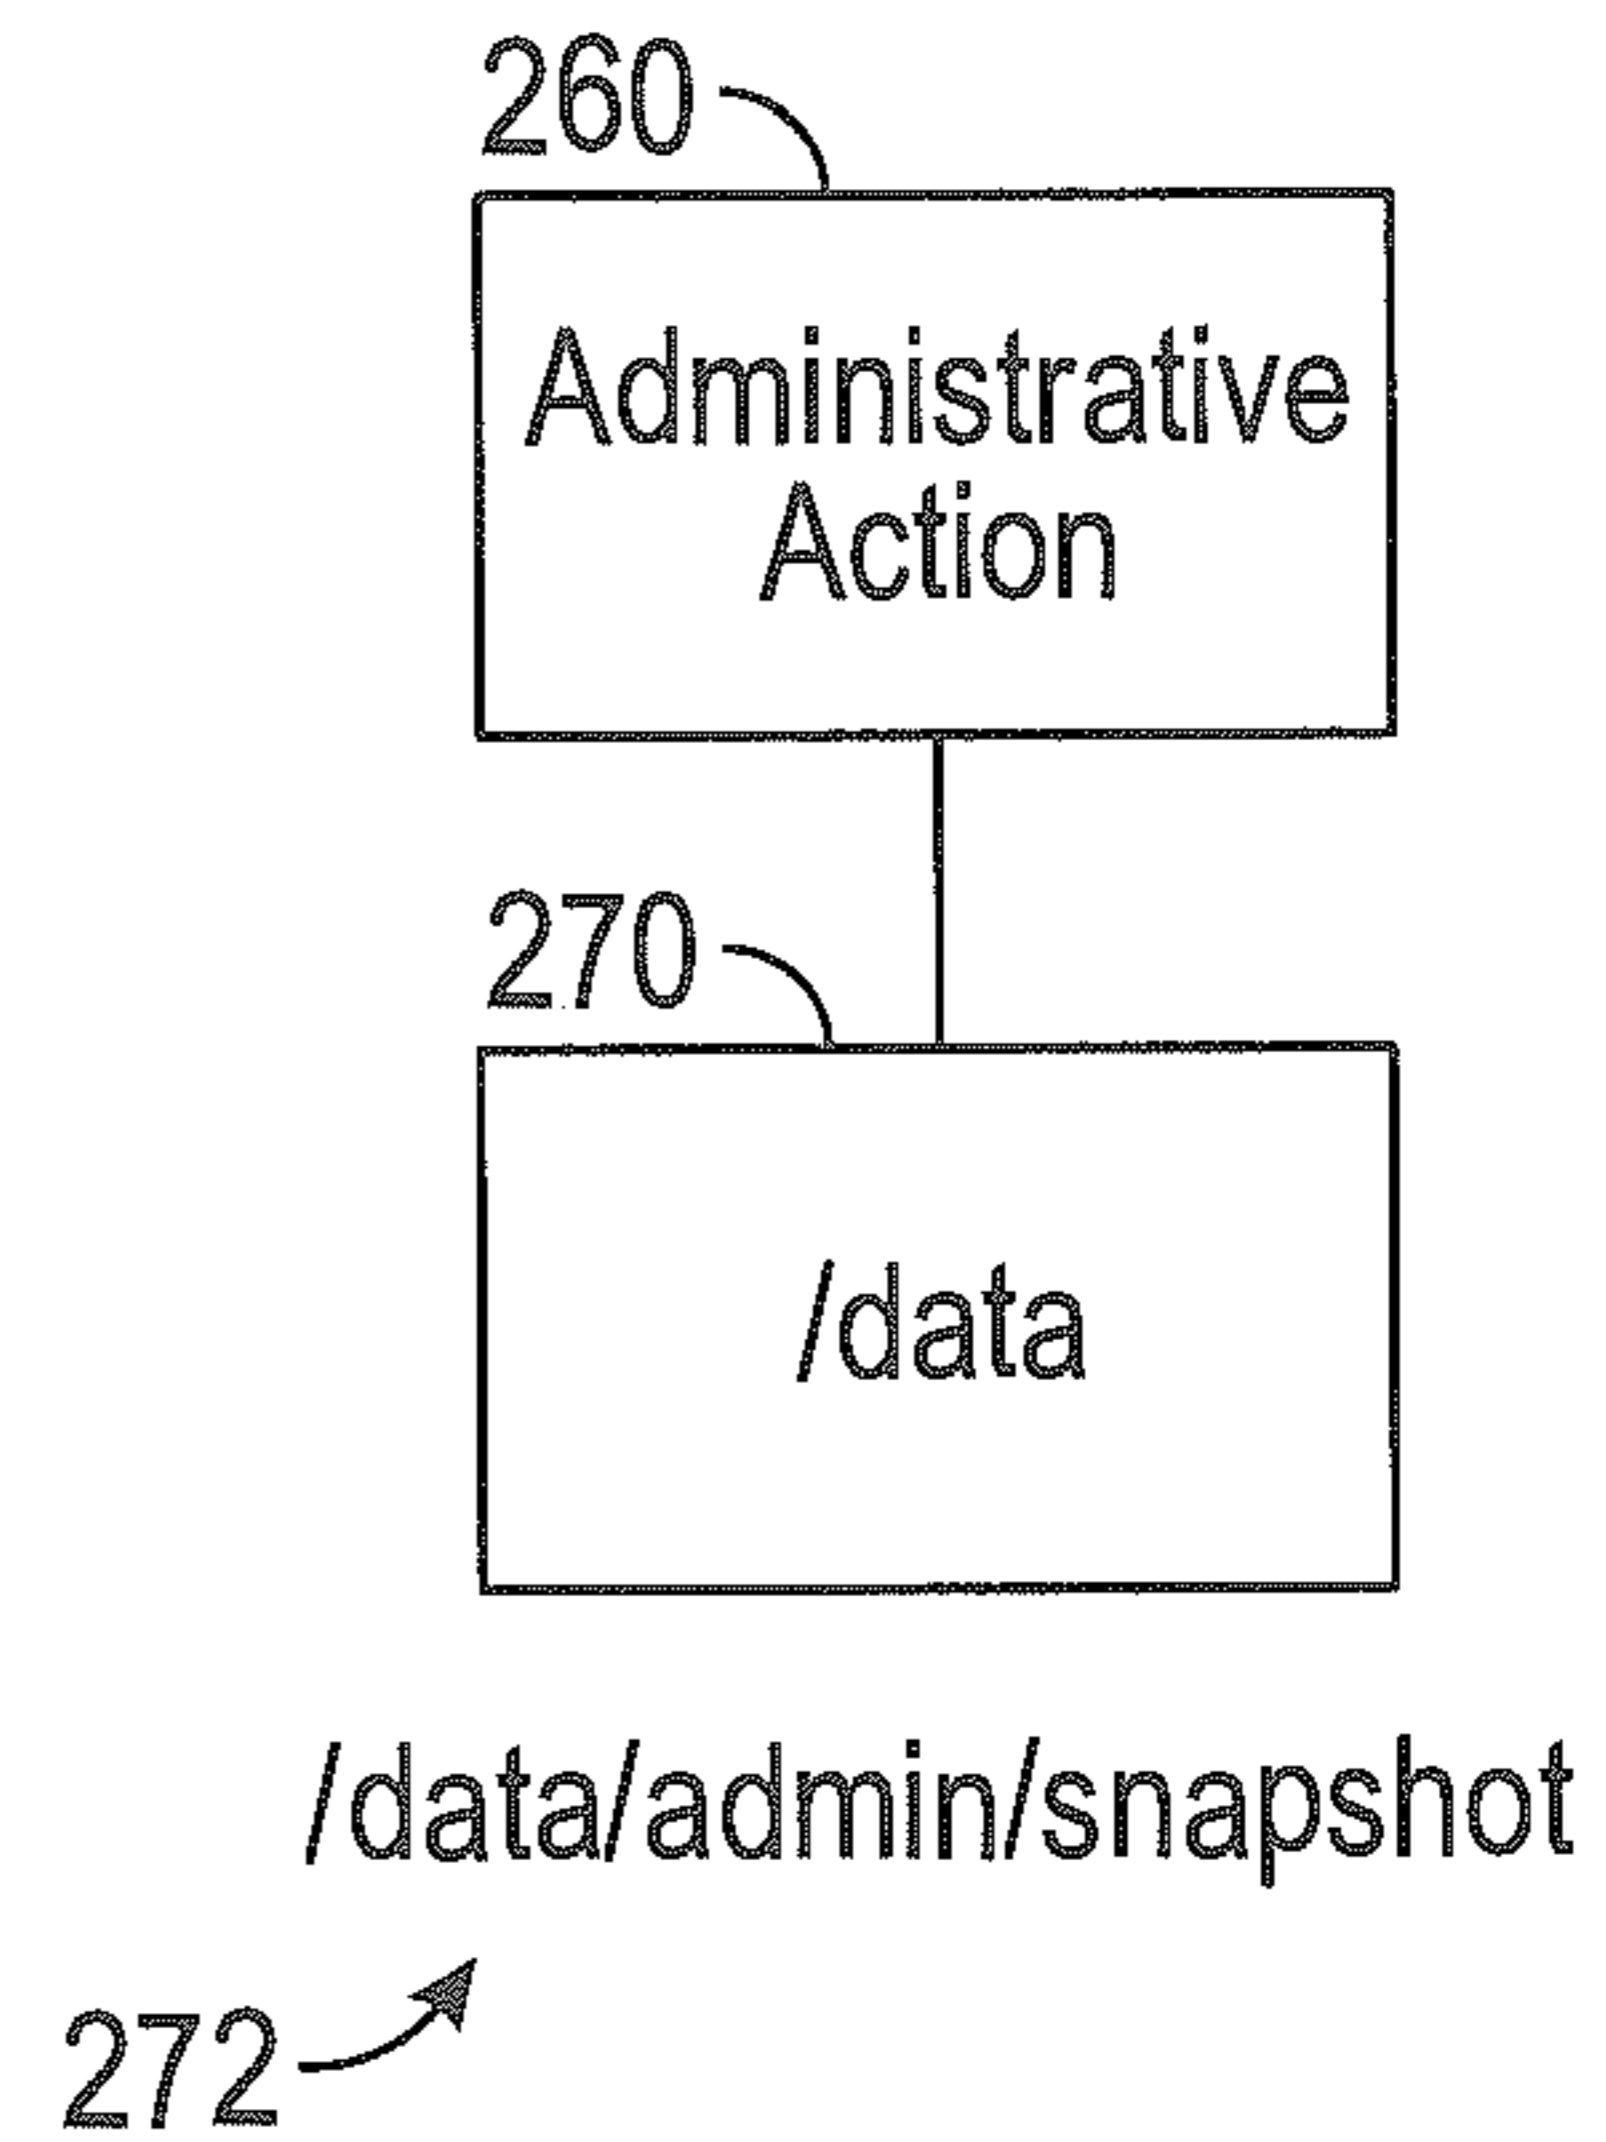 260
Administrative
Action
270
/data
/data/admin/snapshot
272